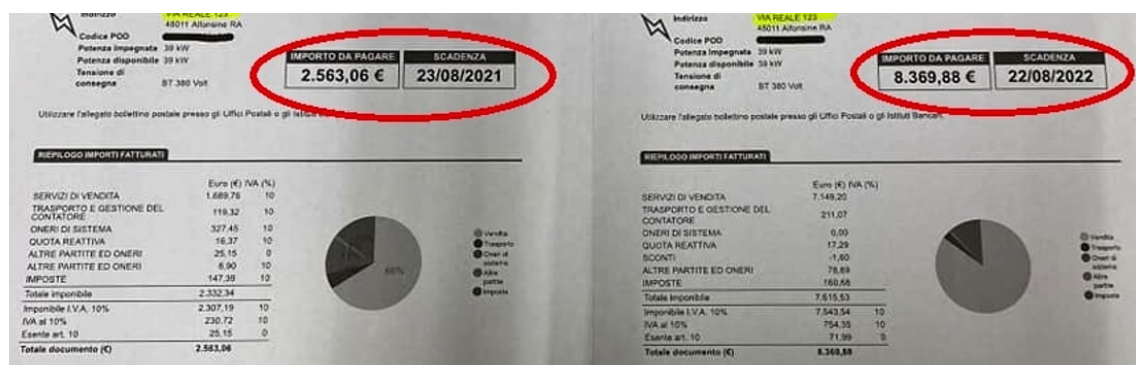 Indirizzo VIA REALE 123
48011 Alfonsine RA
Codice POD
Potenza Impegnata 39 kW
Potenza disponibile 39 kW
Tensione di
consegna BT 380 Volt
IMPORTO DA PAGARE SCADENZA
2.563,06 € 23/08/2021
Utilizzare l'allegato bollettino postale presso gli Uffici Postali o gli Istituti
RIEPILOGO IMPORTI FATTURATI
Euro (€) IVA (%)
SERVIZI DI VENDITA 1.689,76 10
TRASPORTO E GESTIONE DEL
CONTATORE 119,32 10
ONERI DI SISTEMA 327,45 10
QUOTA REATTIVA 16,37 10
ALTRE PARTITE ED ONERI 25,15 0
ALTRE PARTITE ED ONERI 6,90 10
IMPOSTE 147,39 10
Totale imponibile 2.332,34
Imponibile I.V.A. 10% 2.307,19 10
IVA al 10% 230,72 10
Esente art. 10 25,15 0
Totale documento (€) 2.563,06
66%
Vendita
Trasporto
Oneri di
sistema
Altre
partite
Imposte
Indirizzo VIA REALE 123
48011 Alfonsine RA
Codice POD
Potenza Impegnata 39 kW
Potenza disponibile 39 kW
Tensione di
consegna BT 380 Volt
IMPORTO DA PAGARE SCADENZA
8.369,88 € 22/08/2022
Utilizzare l'allegato bollettino postale presso gli Uffici Postali o gli Istituti Bancari.
RIEPILOGO IMPORTI FATTURATI
Euro (€) IVA (%)
SERVIZI DI VENDITA 7.149,20
TRASPORTO E GESTIONE DEL
CONTATORE 211,07
ONERI DI SISTEMA 0,00
QUOTA REATTIVA 17,29
SCONTI -1,60
ALTRE PARTITE ED ONERI 78,89
IMPOSTE 160,68
Totale imponibile 7.615,53
Imponibile I.V.A. 10% 7.543,54 10
IVA al 10% 754,35 10
Esente art. 10 71,99 0
Totale documento (€) 8.369,88
Vendita
Trasporto
Oneri di
sistema
Altre
partite
Imposte